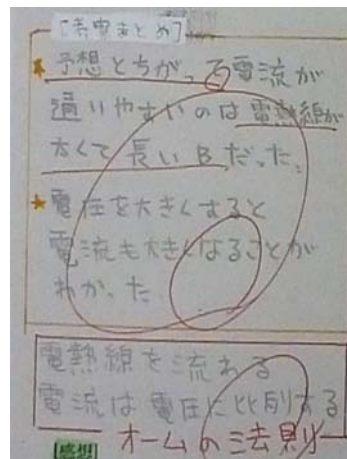 [考察まとめ]
★予想とちがって電流が
通りやすいのは電熱線が
太くて長いBだった。
★電圧を大きくすると
電流も大きくなることが
わかった
電熱線を流れる
電流は電圧に比例する
オームの法則
感想